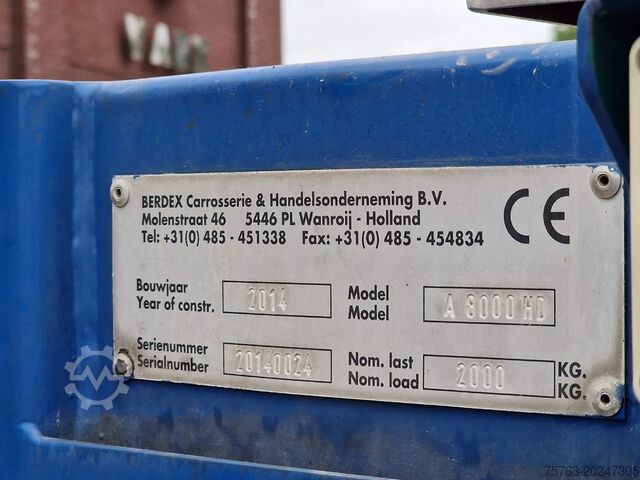 BERDEX Carrosserie & Handelsonderneming B.V.
Molenstraat 46 5446 PL Wanroij - Holland
Tel: +31(0) 485 - 451338 Fax: +31(0) 485 - 454834
CE
Bouwjaar
Year of constr. 2014
Model
Model A 8000 HD
Serienummer
Serialnumber 20140024
Nom. last KG.
Nom. load 2000 KG.
75763-20247305